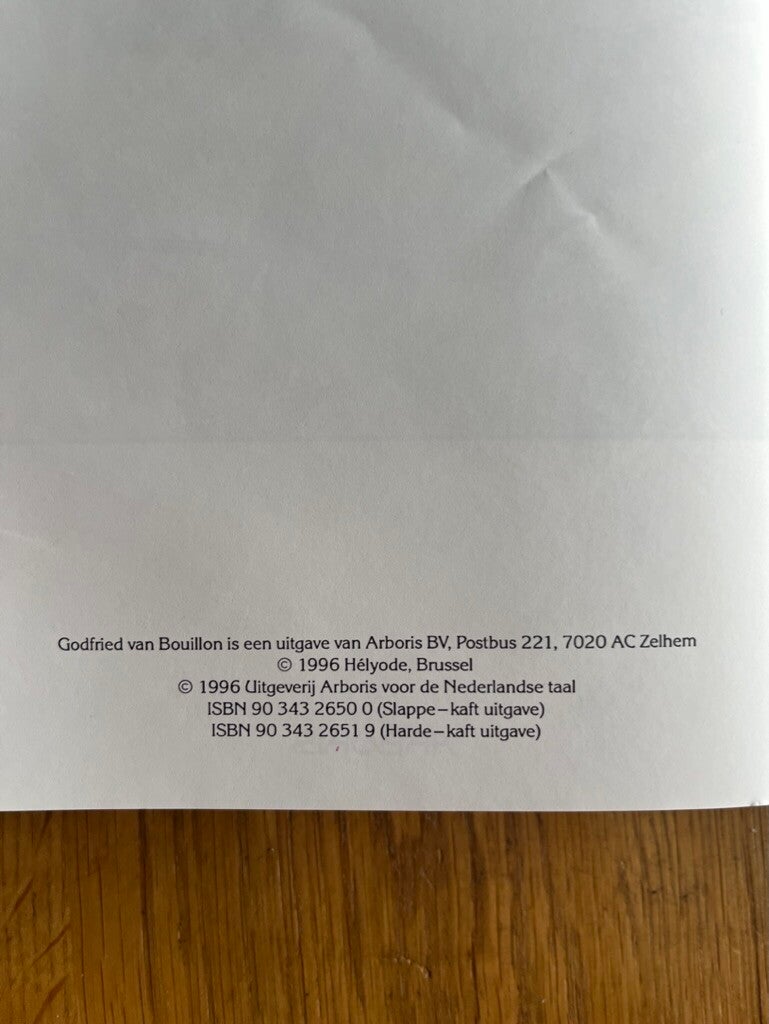 Godfried van Bouillon is een uitgave van Arboris BV, Postbus 221, 7020 AC Zelhem
© 1996 Hélyode, Brussel
© 1996 Uitgeverij Arboris voor de Nederlandse taal
ISBN 90 343 2650 0 (Slappe–kaft uitgave)
ISBN 90 343 2651 9 (Harde–kaft uitgave)